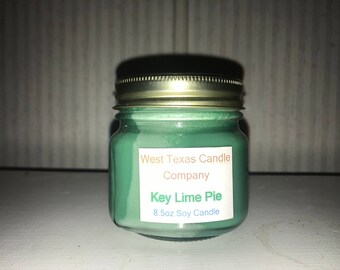 West Texas Candle
Company
Key Lime Pie
8.5oz Soy Candle